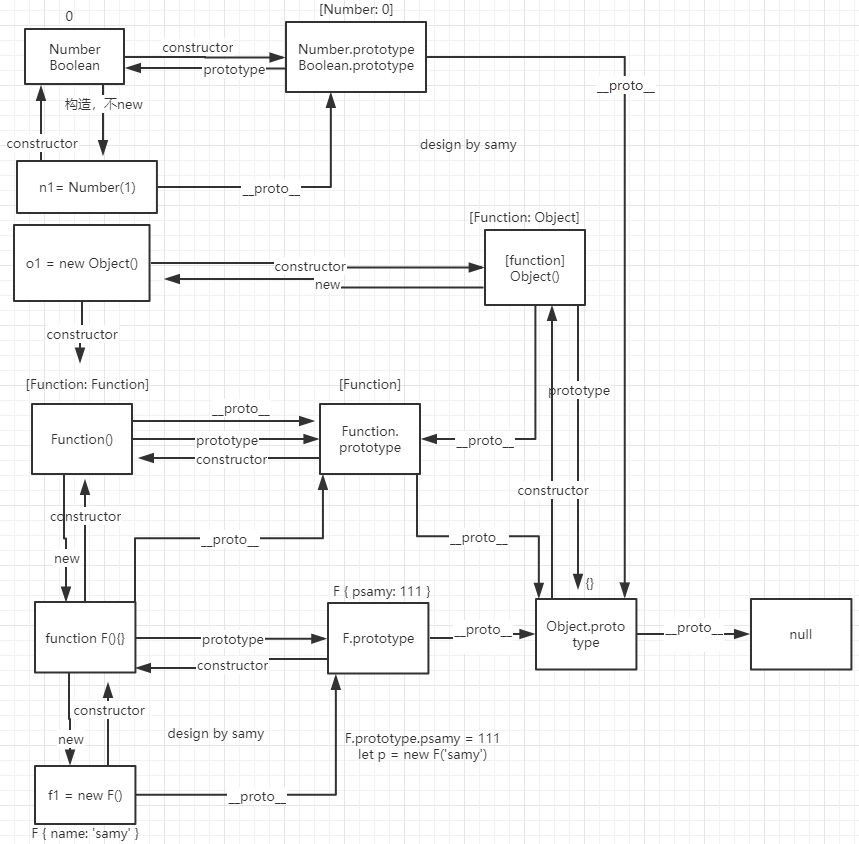 [Number: 0]
0
Number
Boolean
constructor
prototype
Number.prototype
Boolean.prototype
__proto__
构造，不new
constructor
design by samy
n1= Number(1)
__proto__
[Function: Object]
o1 = new Object()
constructor
new
[function]
Object()
constructor
[Function: Function]
[Function]
prototype
Function()
__proto__
prototype
constructor
Function.
prototype
__proto__
constructor
constructor
new
__proto__
__proto__
{}
F { psamy: 111 }
function F(){}
prototype
constructor
F.prototype
__proto__
Object.proto
type
__proto__
null
constructor
new
design by samy
F.prototype.psamy = 111
let p = new F('samy')
f1 = new F()
__proto__
F { name: 'samy' }